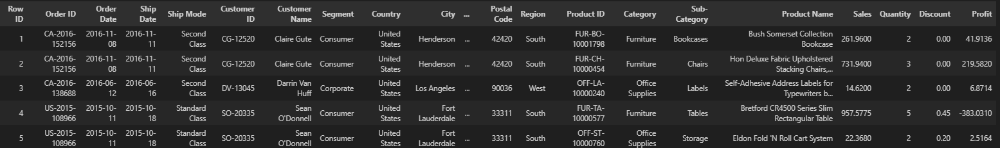 Row ID Order ID Order Date Ship Date Ship Mode Customer ID Customer Name Segment Country City ... Postal Code Region Product ID Category Sub-Category Product Name Sales Quantity Discount Profit
1 CA-2016-152156 2016-11-08 2016-11-11 Second Class CG-12520 Claire Gute Consumer United States Henderson ... 42420 South FUR-BO-10001798 Furniture Bookcases Bush Somerset Collection Bookcase 261.9600 2 0.00 41.9136
2 CA-2016-152156 2016-11-08 2016-11-11 Second Class CG-12520 Claire Gute Consumer United States Henderson ... 42420 South FUR-CH-10000454 Furniture Chairs Hon Deluxe Fabric Upholstered Stacking Chairs,... 731.9400 3 0.00 219.5820
3 CA-2016-138688 2016-06-12 2016-06-16 Second Class DV-13045 Darrin Van Huff Corporate United States Los Angeles ... 90036 West OFF-LA-10000240 Office Supplies Labels Self-Adhesive Address Labels for Typewriters b... 14.6200 2 0.00 6.8714
4 US-2015-108966 2015-10-11 2015-10-18 Standard Class SO-20335 Sean O'Donnell Consumer United States Fort Lauderdale ... 33311 South FUR-TA-10000577 Furniture Tables Bretford CR4500 Series Slim Rectangular Table 957.5775 5 0.45 -383.0310
5 US-2015-108966 2015-10-11 2015-10-18 Standard Class SO-20335 Sean O'Donnell Consumer United States Fort Lauderdale ... 33311 South OFF-ST-10000760 Office Supplies Storage Eldon Fold 'N Roll Cart System 22.3680 2 0.20 2.5164